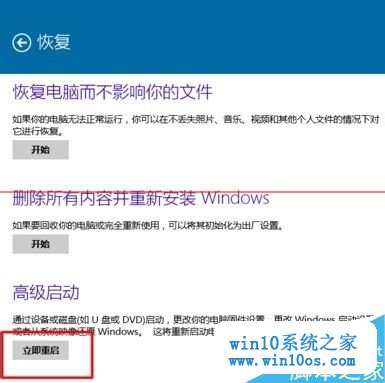 恢复
恢复电脑而不影响你的文件
如果你的电脑无法正常运行，你可以在不丢失照片、音乐、视频和其他个人文件的情况下对
它进行恢复。
开始
删除所有内容并重新安装 Windows
如果要回收你的电脑或完全重新使用，可以将其初始化为出厂设置。
开始
高级启动
通过设备或磁盘(如 U 盘或 DVD)启动，更改你的电脑固件设置，更改 Windows 启动设
或者从系统映像还原 Windows。 这将重新启动电
立即重启
win10系统之家
www.win10os.com
脚本之家